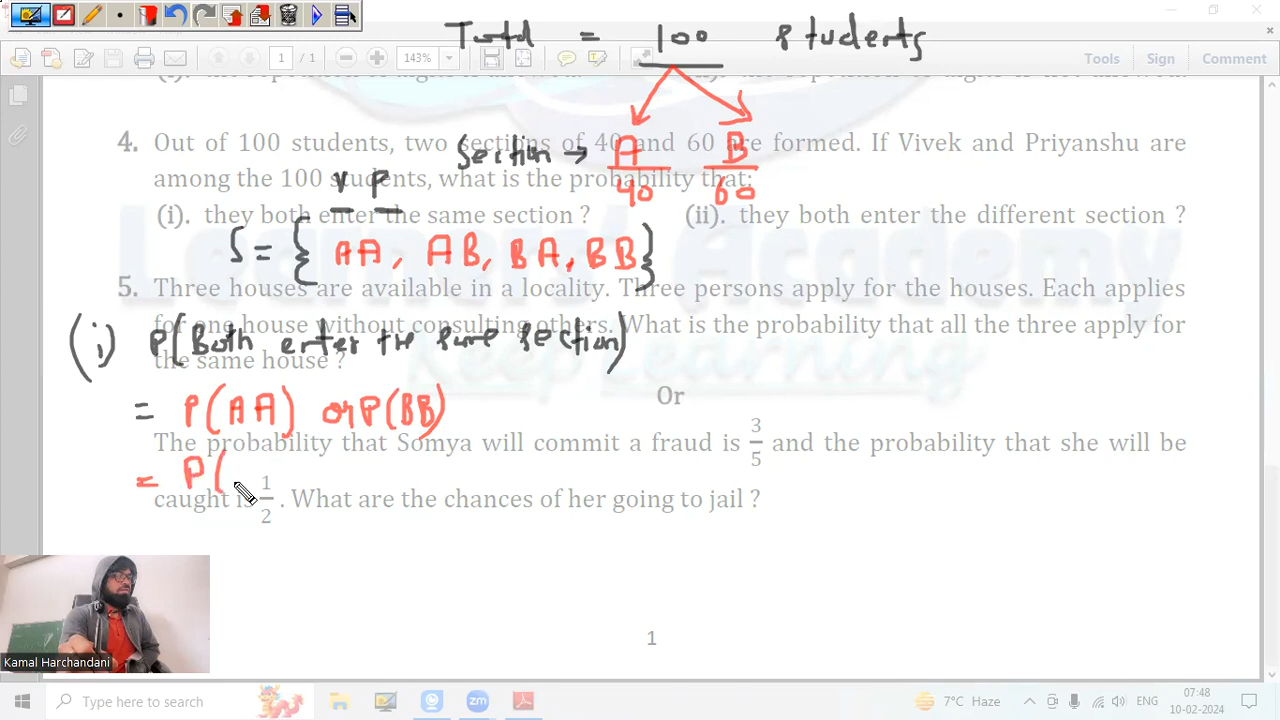 Total = 100 students
1 / 1
143%
Tools
Sign
Comment
4. Out of 100 students, two sections of 40 and 60 are formed. If Vivek and Priyanshu are
Section → A B
among the 100 students, what is the probability that:
40 60
V P
(i). they both enter the same section ? (ii). they both enter the different section ?
S = { AA, AB, BA, BB }
5. Three houses are available in a locality. Three persons apply for the houses. Each applies
for one house without consulting others. What is the probability that all the three apply for
(i) P(Both enter the same section)
the same house ?
Or
= P(AA) or P(BB)
The probability that Somya will commit a fraud is 3/5 and the probability that she will be
= P(
caught is 1/2 . What are the chances of her going to jail ?
Learners' Academy
Keep Learning
1
Kamal Harchandani
Type here to search
7°C Haze
ENG
07:48
10-02-2024